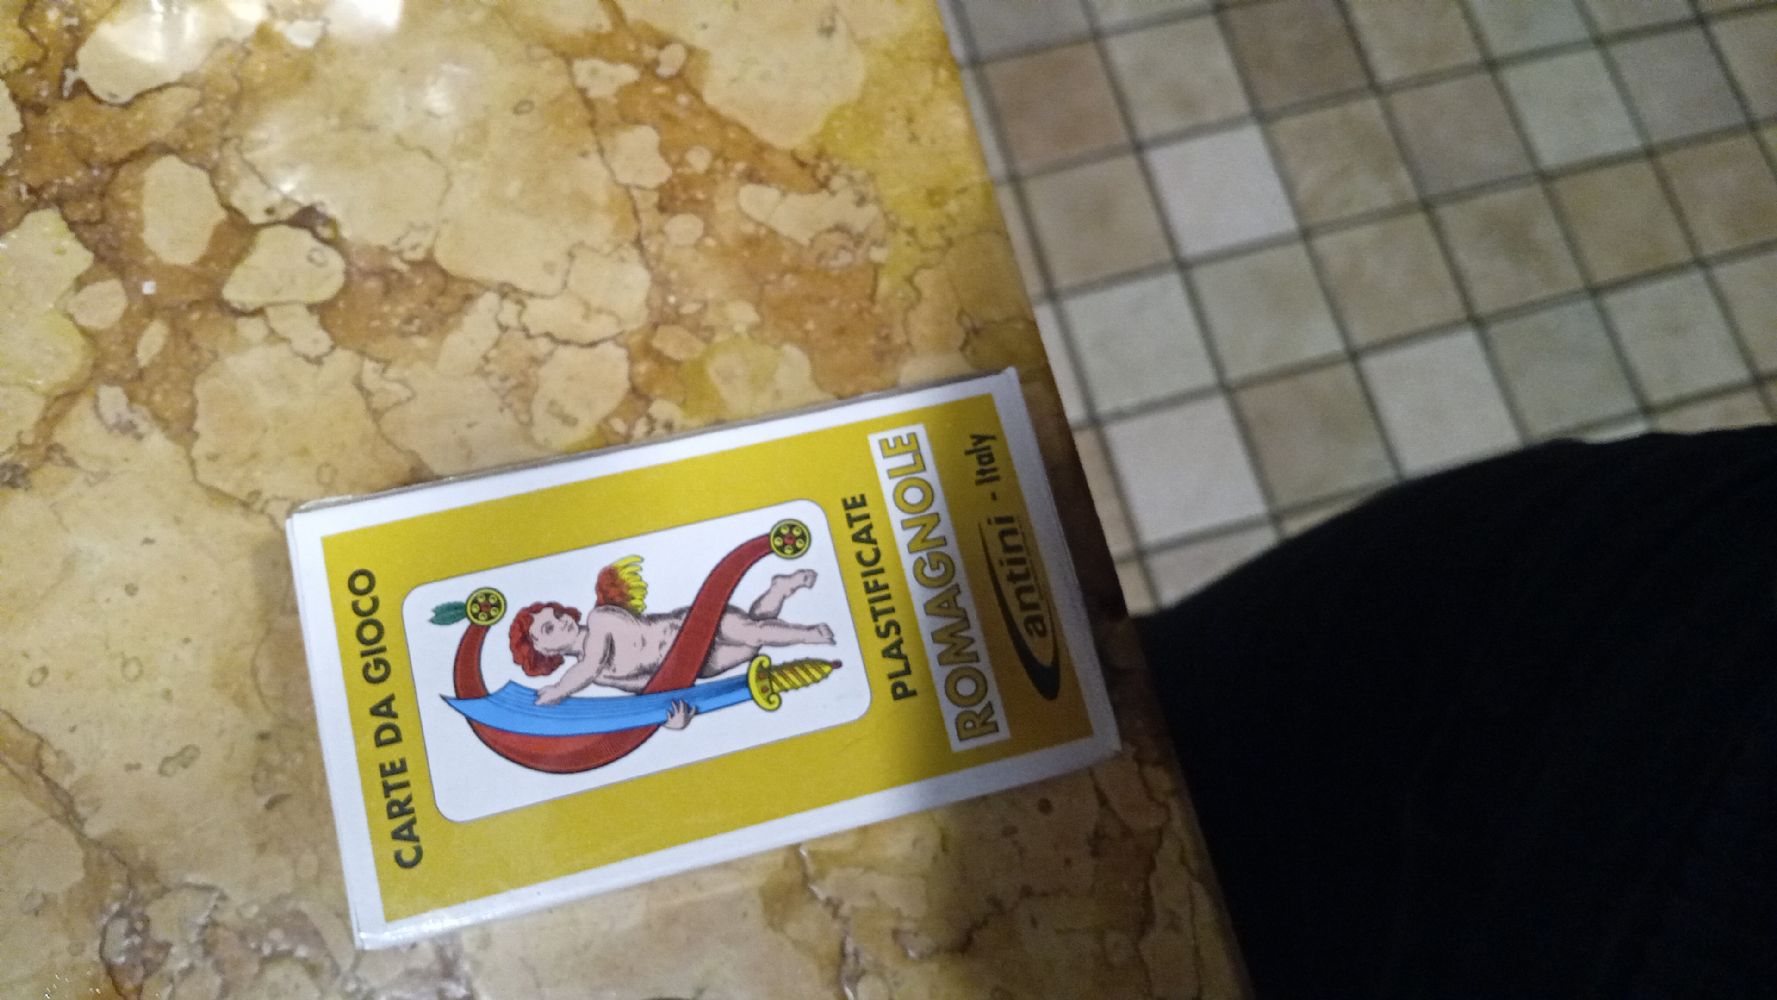 CARTE DA GIOCO
PLASTIFICATE
ROMAGNOLE
Cantini - Italy